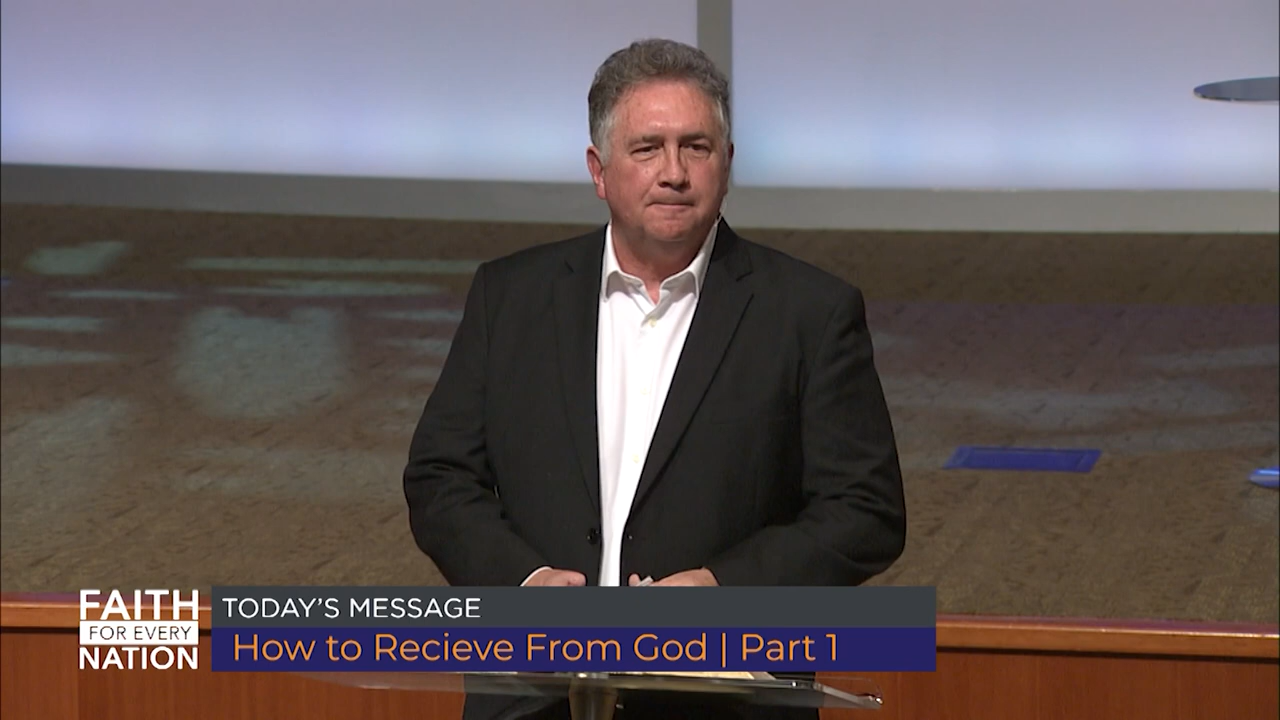 FAITH
FOR EVERY
NATION
TODAY'S MESSAGE
How to Recieve From God | Part 1